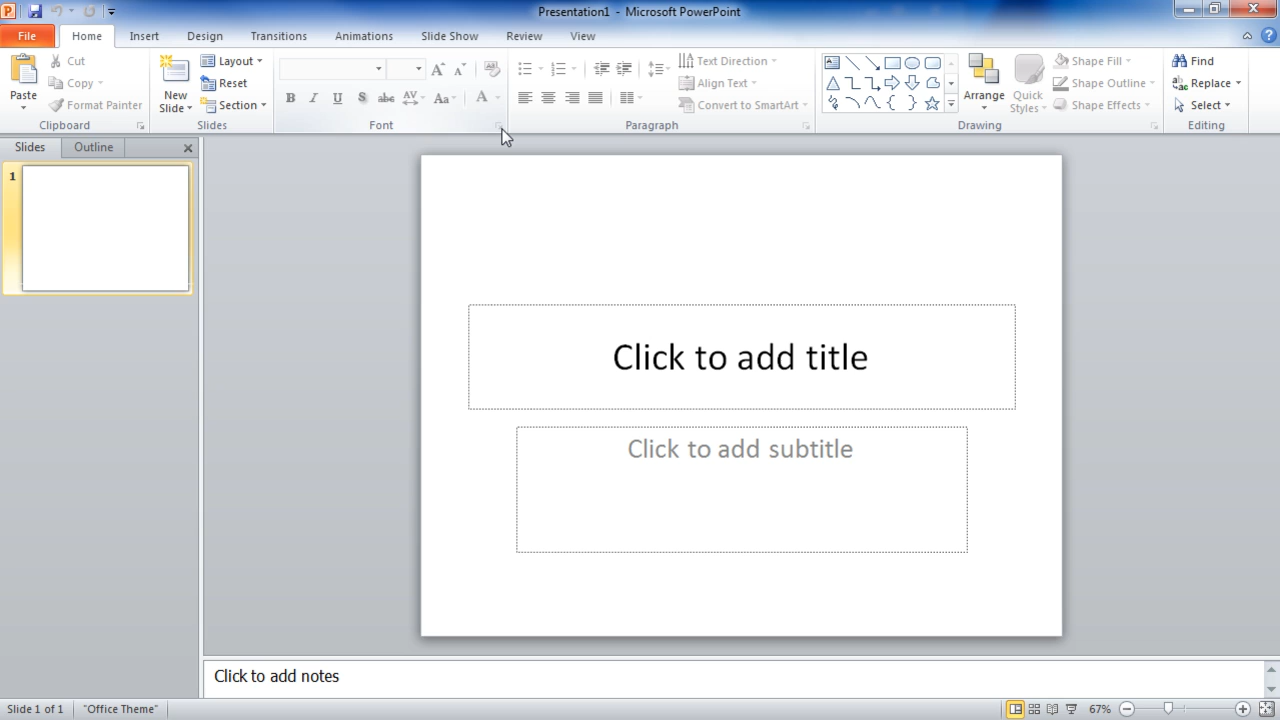 Presentation1 - Microsoft PowerPoint
File Home Insert Design Transitions Animations Slide Show Review View
Paste Cut Copy Format Painter
Clipboard
New Slide Layout Reset Section
Slides
B I U S abc AV Aa A
Font
Text Direction Align Text Convert to SmartArt
Paragraph
Arrange Quick Styles Shape Fill Shape Outline Shape Effects
Drawing
Find Replace Select
Editing
Slides Outline
1
Click to add title
Click to add subtitle
Click to add notes
Slide 1 of 1 "Office Theme" 67%